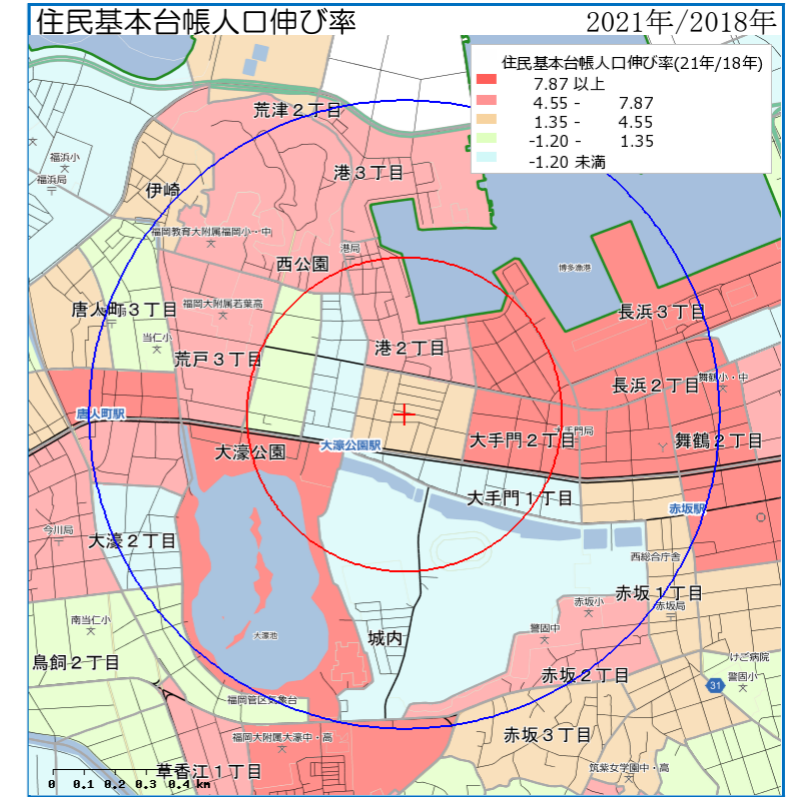 住民基本台帳人口伸び率
2021年/2018年
住民基本台帳人口伸び率(21年/18年)
7.87 以上
4.55 - 7.87
1.35 - 4.55
-1.20 - 1.35
-1.20 未満
荒津２丁目
港３丁目
福浜小
福浜局
伊崎
福岡教育大附属福岡小・中
港局
西公園
博多漁港
唐人町３丁目
福岡大附属若葉高
長浜３丁目
当仁小
荒戸３丁目
港２丁目
長浜２丁目
舞鶴小・中
唐人町駅
大手門２丁目
大手門局
舞鶴２丁目
大濠公園
大濠公園駅
大手門１丁目
赤坂駅
今川局
大濠２丁目
西総合庁舎
赤坂１丁目
赤坂小
赤坂局
南当仁小
警固中
大濠池
城内
鳥飼２丁目
けご病院
警固小
赤坂２丁目
31
福岡管区気象台
福岡大附属大濠中・高
赤坂３丁目
草香江１丁目
筑紫女学園中・高
0 0.1 0.2 0.3 0.4 km